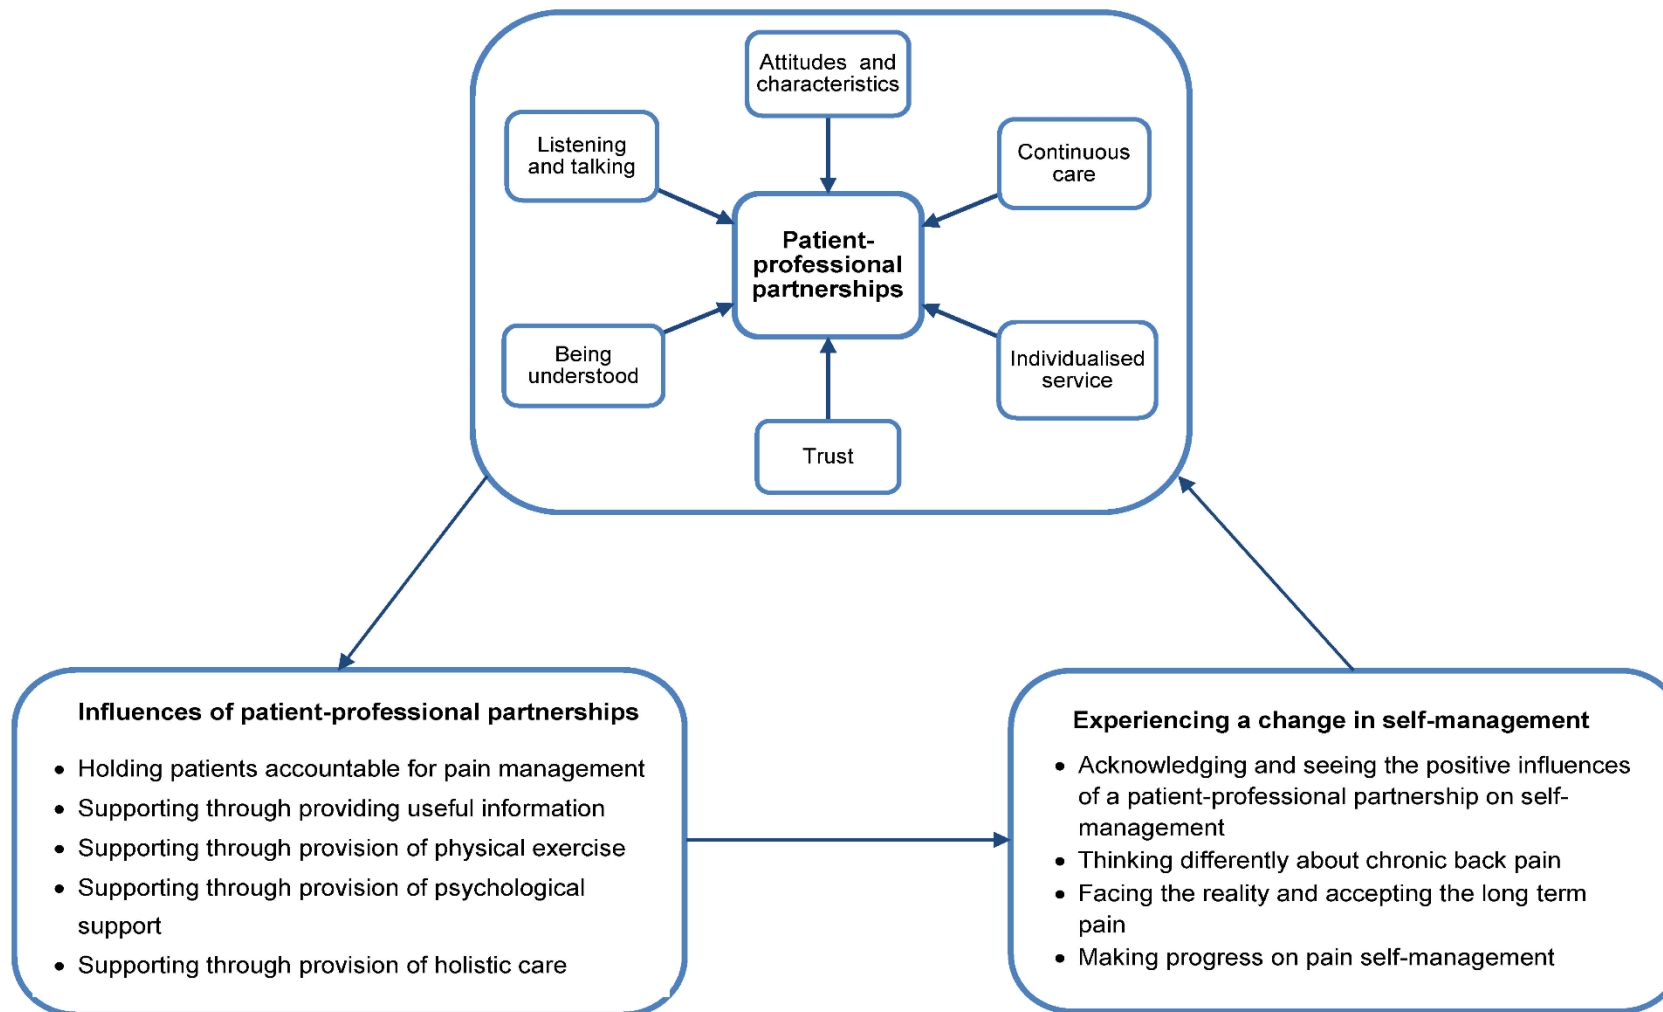 Attitudes and
characteristics
Listening
and talking
Continuous
care
Patient-
professional
partnerships
Being
understood
Individualised
service
Trust
Influences of patient-professional partnerships
• Holding patients accountable for pain management
• Supporting through providing useful information
• Supporting through provision of physical exercise
• Supporting through provision of psychological
support
• Supporting through provision of holistic care
Experiencing a change in self-management
• Acknowledging and seeing the positive influences
of a patient-professional partnership on self-
management
• Thinking differently about chronic back pain
• Facing the reality and accepting the long term
pain
• Making progress on pain self-management